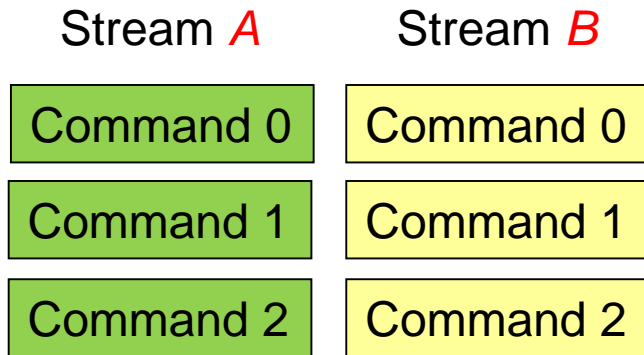 Stream A Stream B
Command 0 Command 0
Command 1 Command 1
Command 2 Command 2